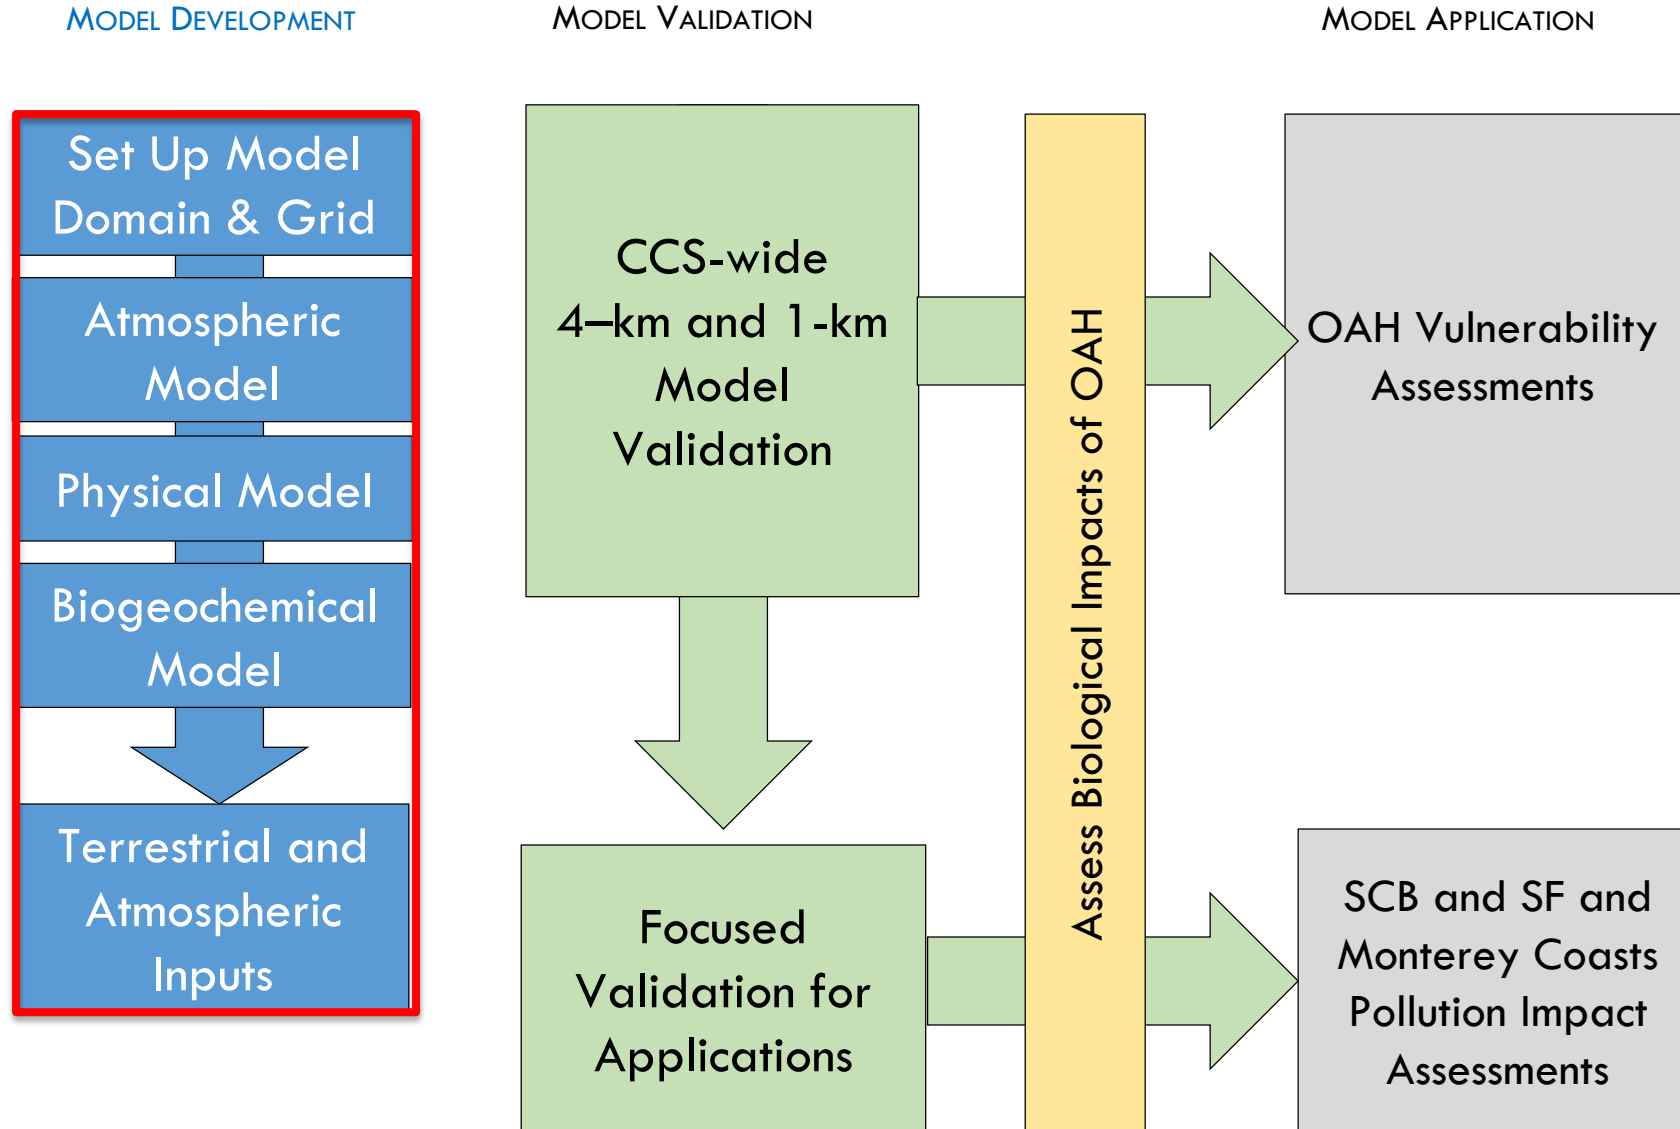 MODEL DEVELOPMENT
MODEL VALIDATION
MODEL APPLICATION
Set Up Model
Domain & Grid
Atmospheric
Model
Physical Model
Biogeochemical
Model
Terrestrial and
Atmospheric
Inputs
CCS-wide
4–km and 1-km
Model
Validation
Focused
Validation for
Applications
Assess Biological Impacts of OAH
OAH Vulnerability
Assessments
SCB and SF and
Monterey Coasts
Pollution Impact
Assessments